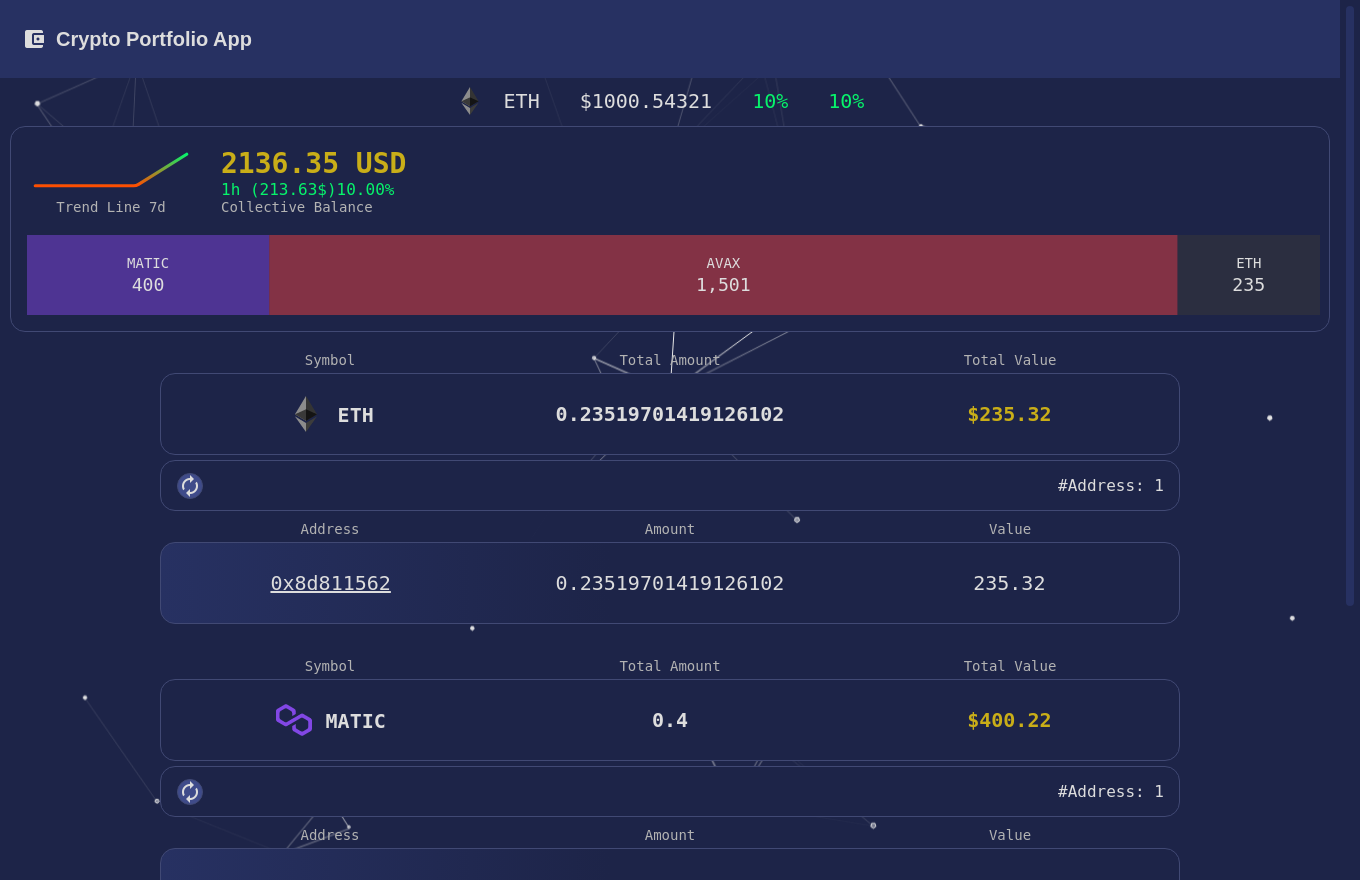 Crypto Portfolio App
ETH $1000.54321 10% 10%
2136.35 USD
1h (213.63$)10.00%
Trend Line 7d Collective Balance
MATIC AVAX ETH
400 1,501 235
Symbol Total Amount Total Value
ETH 0.23519701419126102 $235.32
#Address: 1
Address Amount Value
0x8d811562 0.23519701419126102 235.32
Symbol Total Amount Total Value
MATIC 0.4 $400.22
#Address: 1
Address Amount Value